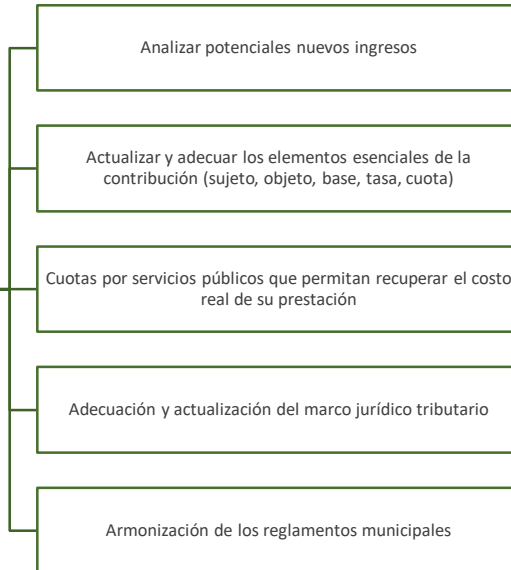 Analizar potenciales nuevos ingresos
Actualizar y adecuar los elementos esenciales de la
contribución (sujeto, objeto, base, tasa, cuota)
Cuotas por servicios públicos que permitan recuperar el costo
real de su prestación
Adecuación y actualización del marco jurídico tributario
Armonización de los reglamentos municipales